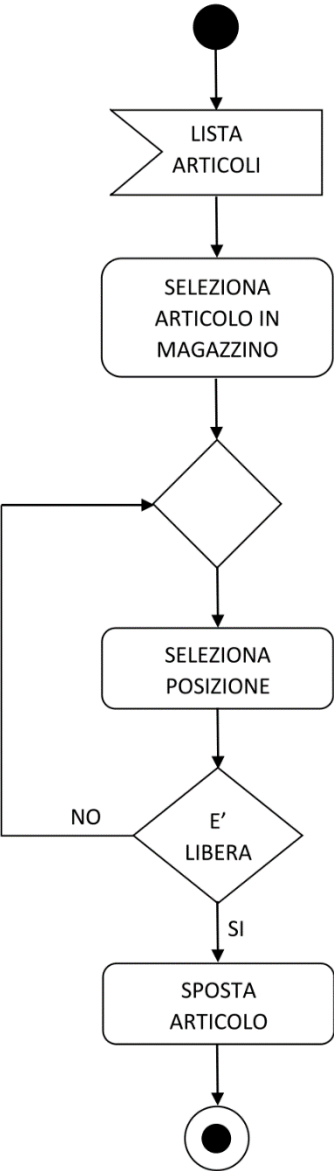 LISTA
ARTICOLI
SELEZIONA
ARTICOLO IN
MAGAZZINO
SELEZIONA
POSIZIONE
NO
E’
LIBERA
SI
SPOSTA
ARTICOLO